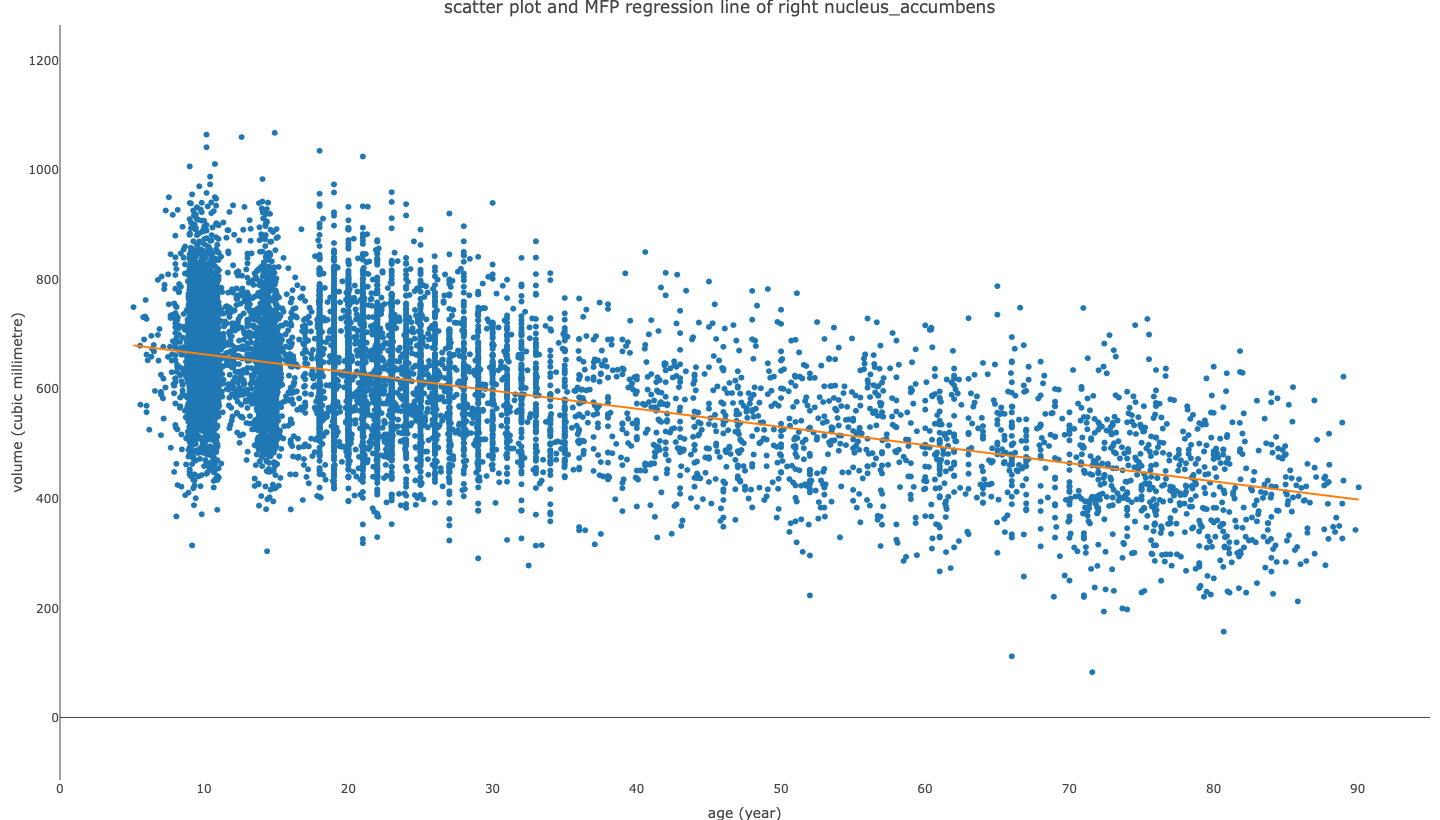 scatter plot and MFP regression line of right nucleus_accumbens
1200
1000
800
600
400
200
0
volume (cubic millimetre)
0 10 20 30 40 50 60 70 80 90
age (year)